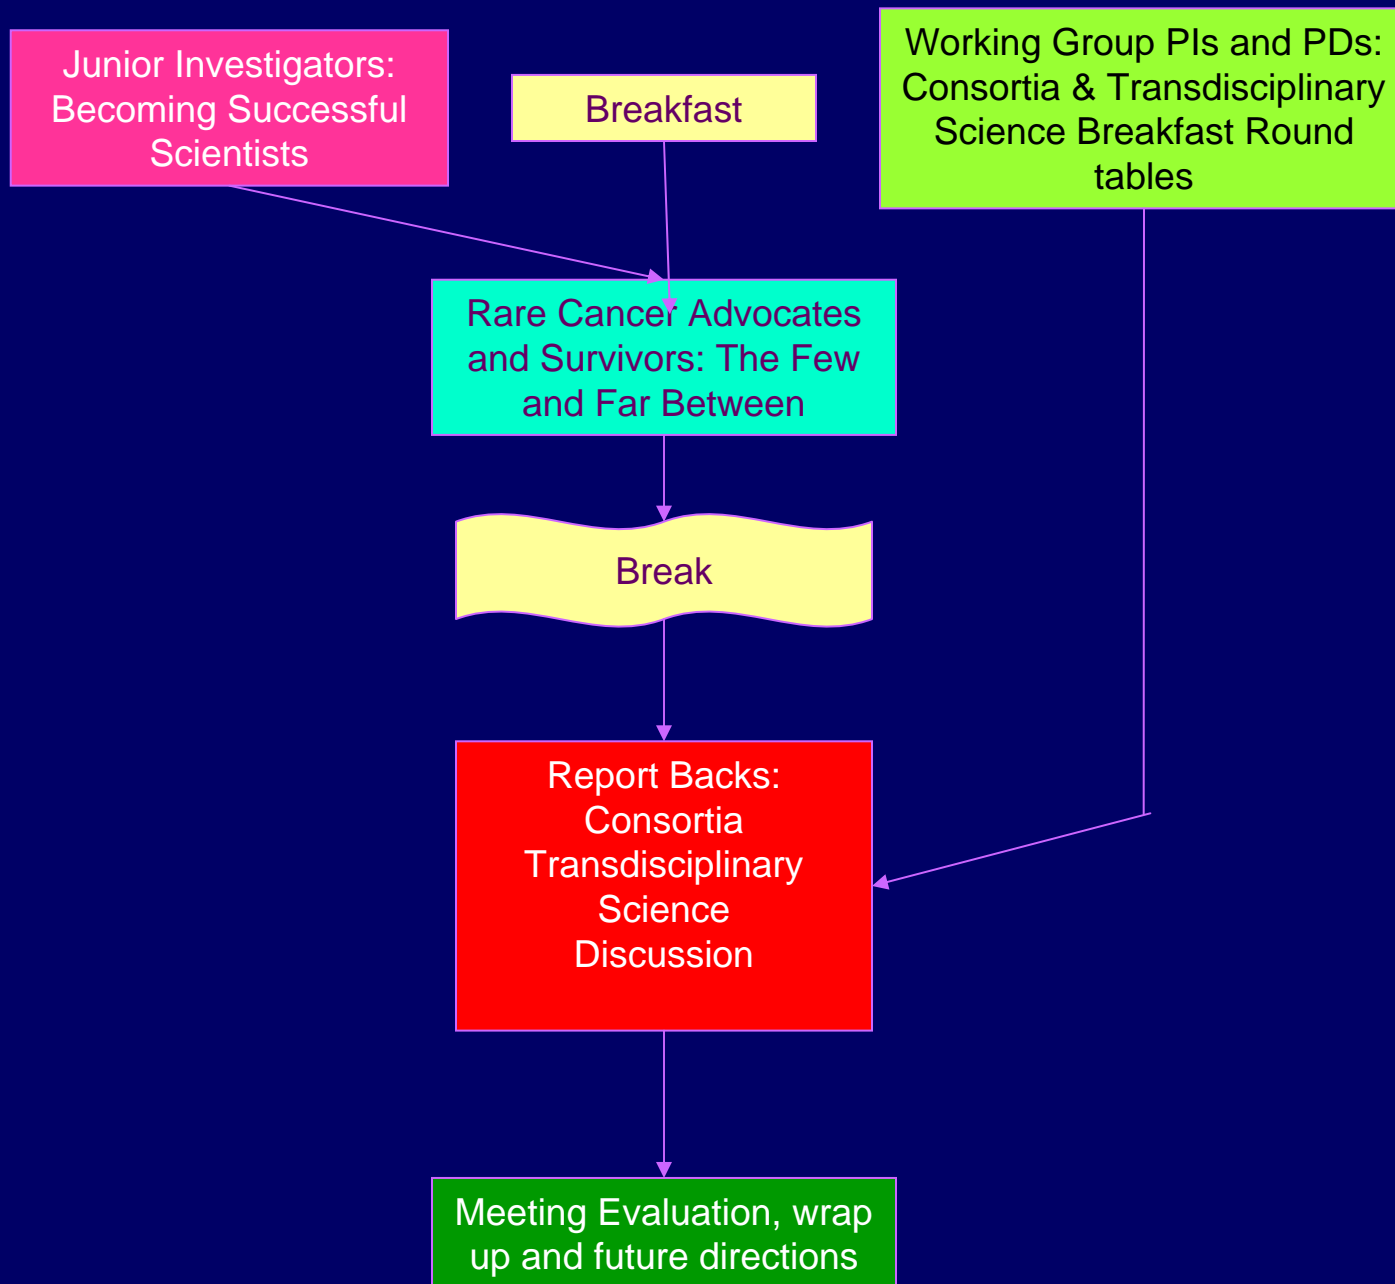 Junior Investigators:
Becoming Successful
Scientists
Breakfast
Working Group PIs and PDs:
Consortia & Transdisciplinary
Science Breakfast Round
tables
Rare Cancer Advocates
and Survivors: The Few
and Far Between
Break
Report Backs:
Consortia
Transdisciplinary
Science
Discussion
Meeting Evaluation, wrap
up and future directions